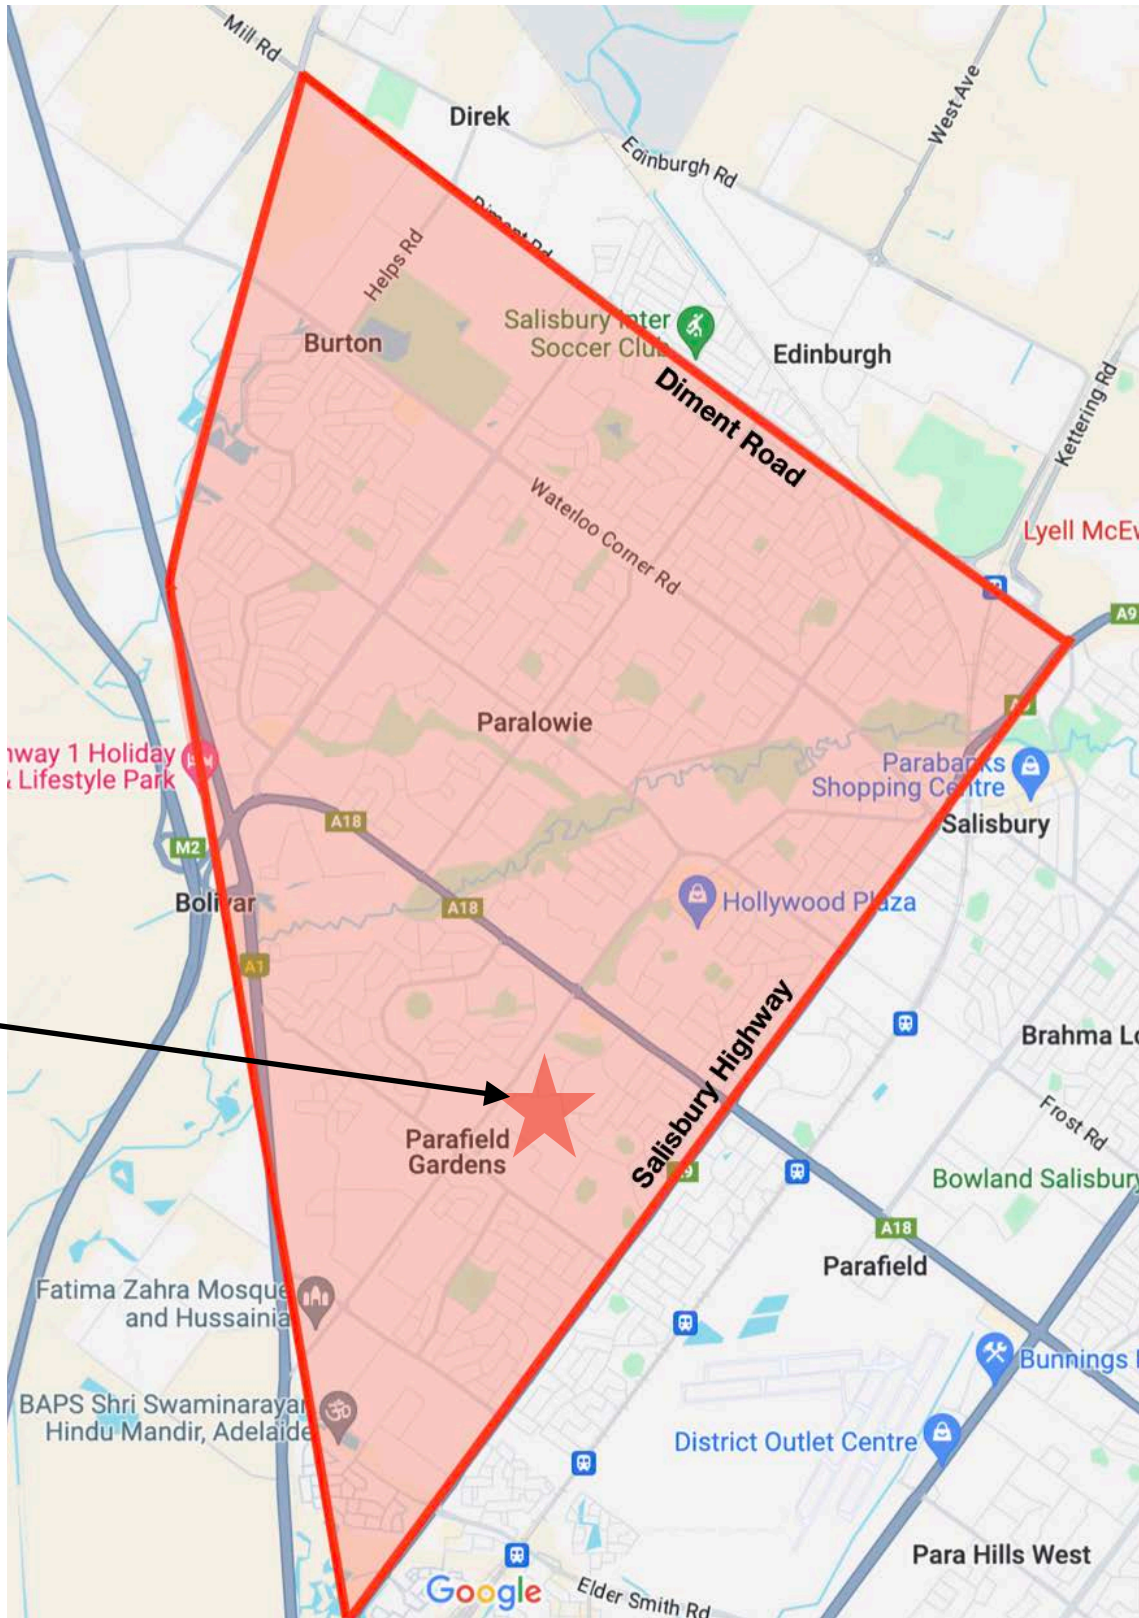 Mill Rd
Direk
West Ave
Edinburgh Rd
Diment Rd
Helps Rd
Salisbury Inter
Soccer Club
Burton
Edinburgh
Diment Road
Kettering Rd
Waterloo Corner Rd
Lyell McEw
A9
Paralowie
hway 1 Holiday
& Lifestyle Park
Parabanks
Shopping Centre
Salisbury
A18
M2
Bolivar
A18
Hollywood Plaza
A1
Salisbury Highway
Brahma Lo
Frost Rd
Parafield
Gardens
A9
Bowland Salisbury
A18
Parafield
Fatima Zahra Mosque
and Hussainia
Bunnings
BAPS Shri Swaminarayan
Hindu Mandir, Adelaide
District Outlet Centre
Para Hills West
Google
Elder Smith Rd